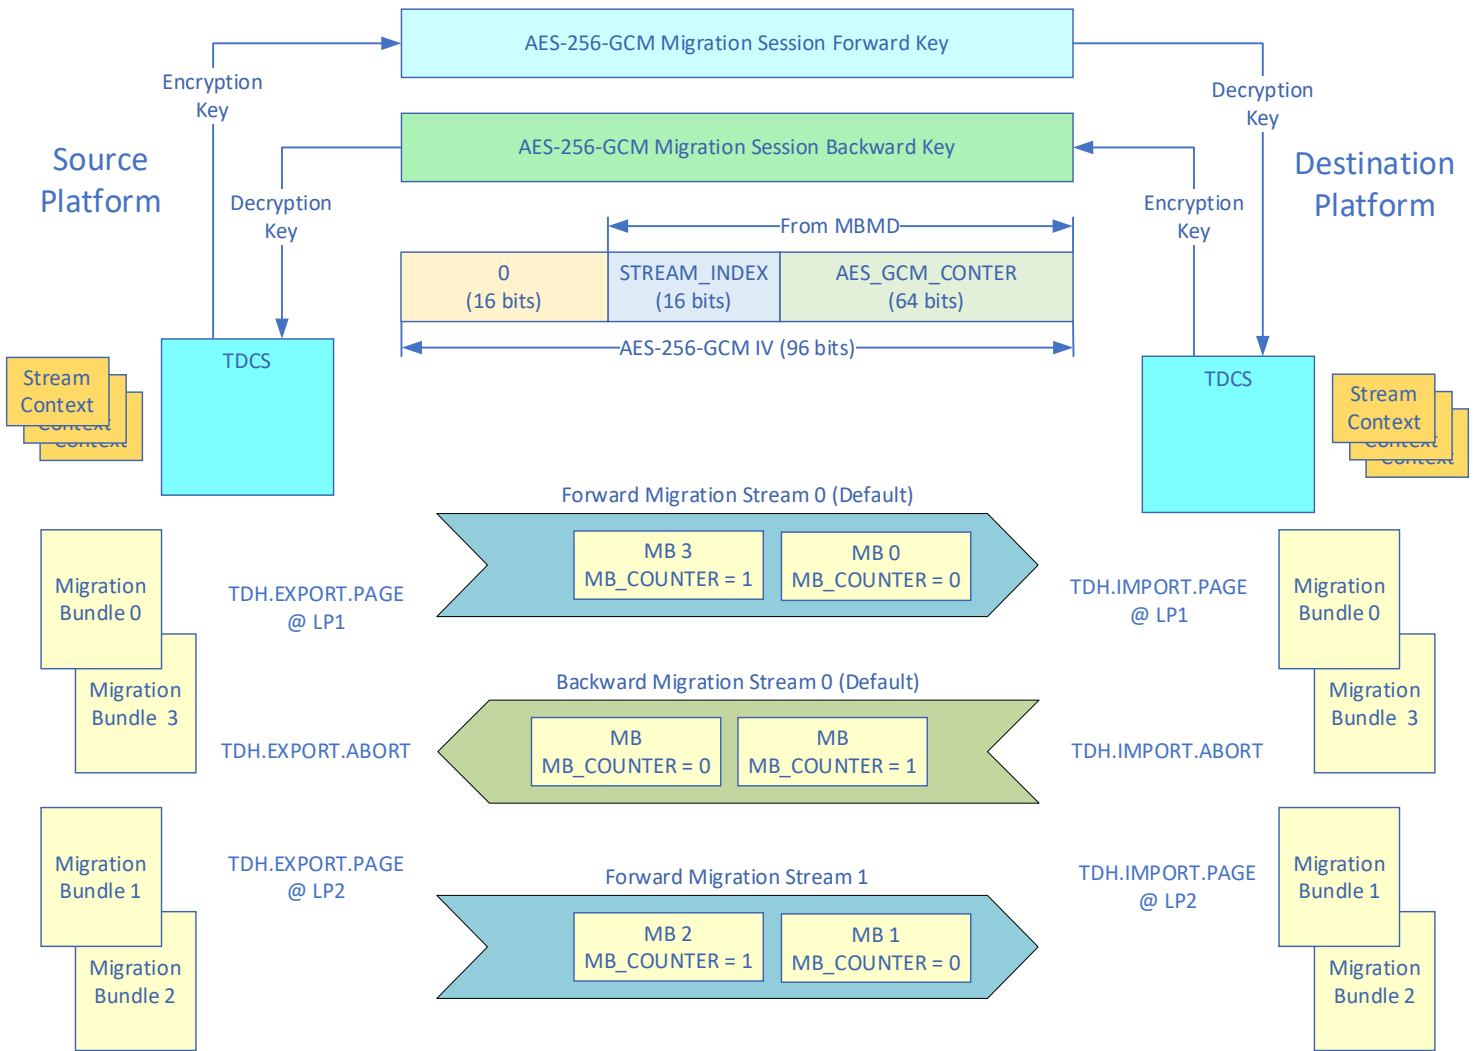 AES-256-GCM Migration Session Forward Key
Encryption
Key
Decryption
Key
AES-256-GCM Migration Session Backward Key
Source
Platform
Destination
Platform
Decryption
Key
Encryption
Key
From MBMD
0
(16 bits)
STREAM_INDEX
(16 bits)
AES_GCM_CONTER
(64 bits)
AES-256-GCM IV (96 bits)
TDCS
TDCS
Stream
Context
Context
Context
Stream
Context
Context
Context
Forward Migration Stream 0 (Default)
MB 3
MB_COUNTER = 1
MB 0
MB_COUNTER = 0
Migration
Bundle 0
TDH.EXPORT.PAGE
@ LP1
TDH.IMPORT.PAGE
@ LP1
Migration
Bundle 0
Migration
Bundle 3
Backward Migration Stream 0 (Default)
Migration
Bundle 3
TDH.EXPORT.ABORT
MB
MB_COUNTER = 0
MB
MB_COUNTER = 1
TDH.IMPORT.ABORT
Migration
Bundle 1
TDH.EXPORT.PAGE
@ LP2
Forward Migration Stream 1
TDH.IMPORT.PAGE
@ LP2
Migration
Bundle 1
MB 2
MB_COUNTER = 1
MB 1
MB_COUNTER = 0
Migration
Bundle 2
Migration
Bundle 2